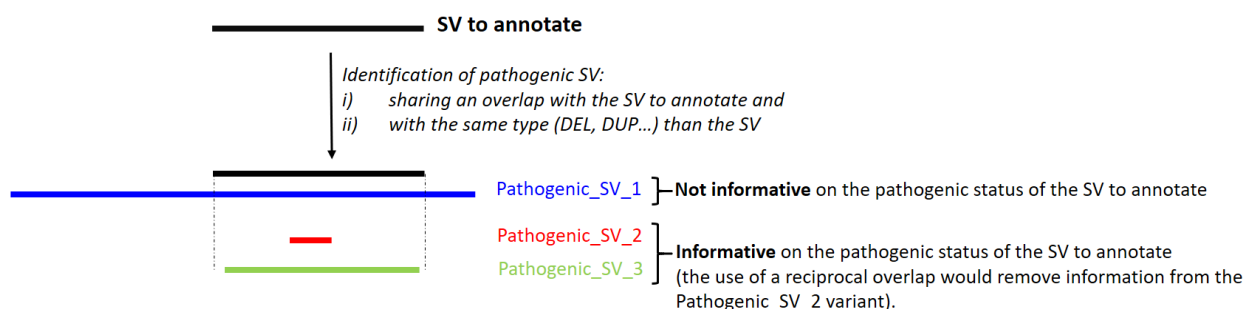 SV to annotate
Identification of pathogenic SV:
i) sharing an overlap with the SV to annotate and
ii) with the same type (DEL, DUP...) than the SV
Pathogenic_SV_1 Not informative on the pathogenic status of the SV to annotate
Pathogenic_SV_2
Informative on the pathogenic status of the SV to annotate
Pathogenic_SV_3
(the use of a reciprocal overlap would remove information from the
Pathogenic_SV_2 variant).